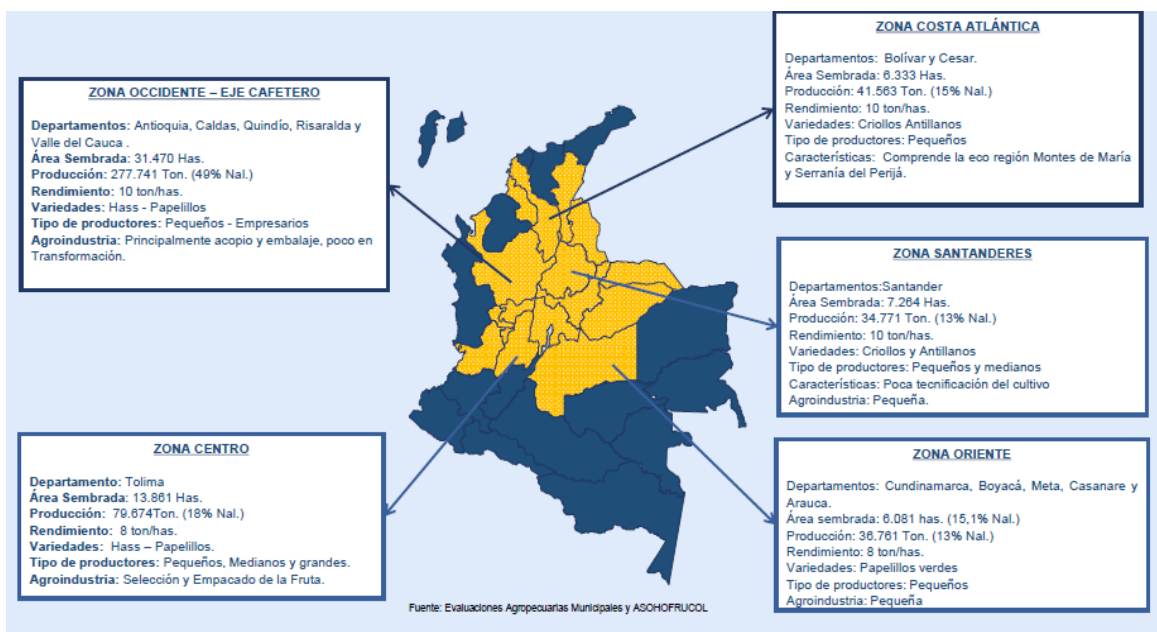 ZONA COSTA ATLÁNTICA
Departamentos: Bolívar y Cesar.
Área Sembrada: 6.333 Has.
Producción: 41.563 Ton. (15% Nal.)
Rendimiento: 10 ton/has.
Variedades: Criollos Antillanos
Tipo de productores: Pequeños
Características: Comprende la eco región Montes de María
y Serranía del Perijá.
ZONA OCCIDENTE – EJE CAFETERO
Departamentos: Antioquia, Caldas, Quindío, Risaralda y
Valle del Cauca .
Área Sembrada: 31.470 Has.
Producción: 277.741 Ton. (49% Nal.)
Rendimiento: 10 ton/has.
Variedades: Hass - Papelillos
Tipo de productores: Pequeños - Empresarios
Agroindustria: Principalmente acopio y embalaje, poco en
Transformación.
ZONA SANTANDERES
Departamentos:Santander
Área Sembrada: 7.264 Has.
Producción: 34.771 Ton. (13% Nal.)
Rendimiento: 10 ton/has.
Variedades: Criollos y Antillanos
Tipo de productores: Pequeños y medianos
Características: Poca tecnificación del cultivo
Agroindustria: Pequeña.
ZONA CENTRO
Departamento: Tolima
Área Sembrada: 13.861 Has.
Producción: 79.674Ton. (18% Nal.)
Rendimiento: 8 ton/has.
Variedades: Hass – Papelillos.
Tipo de productores: Pequeños, Medianos y grandes.
Agroindustria: Selección y Empacado de la Fruta.
ZONA ORIENTE
Departamentos: Cundinamarca, Boyacá, Meta, Casanare y
Arauca.
Área sembrada: 6.081 has. (15,1% Nal.)
Producción: 36.761 Ton. (13% Nal.)
Rendimiento: 8 ton/has.
Variedades: Papelillos verdes
Tipo de productores: Pequeños
Agroindustria: Pequeña
Fuente: Evaluaciones Agropecuarias Municipales y ASOHOFRUCOL